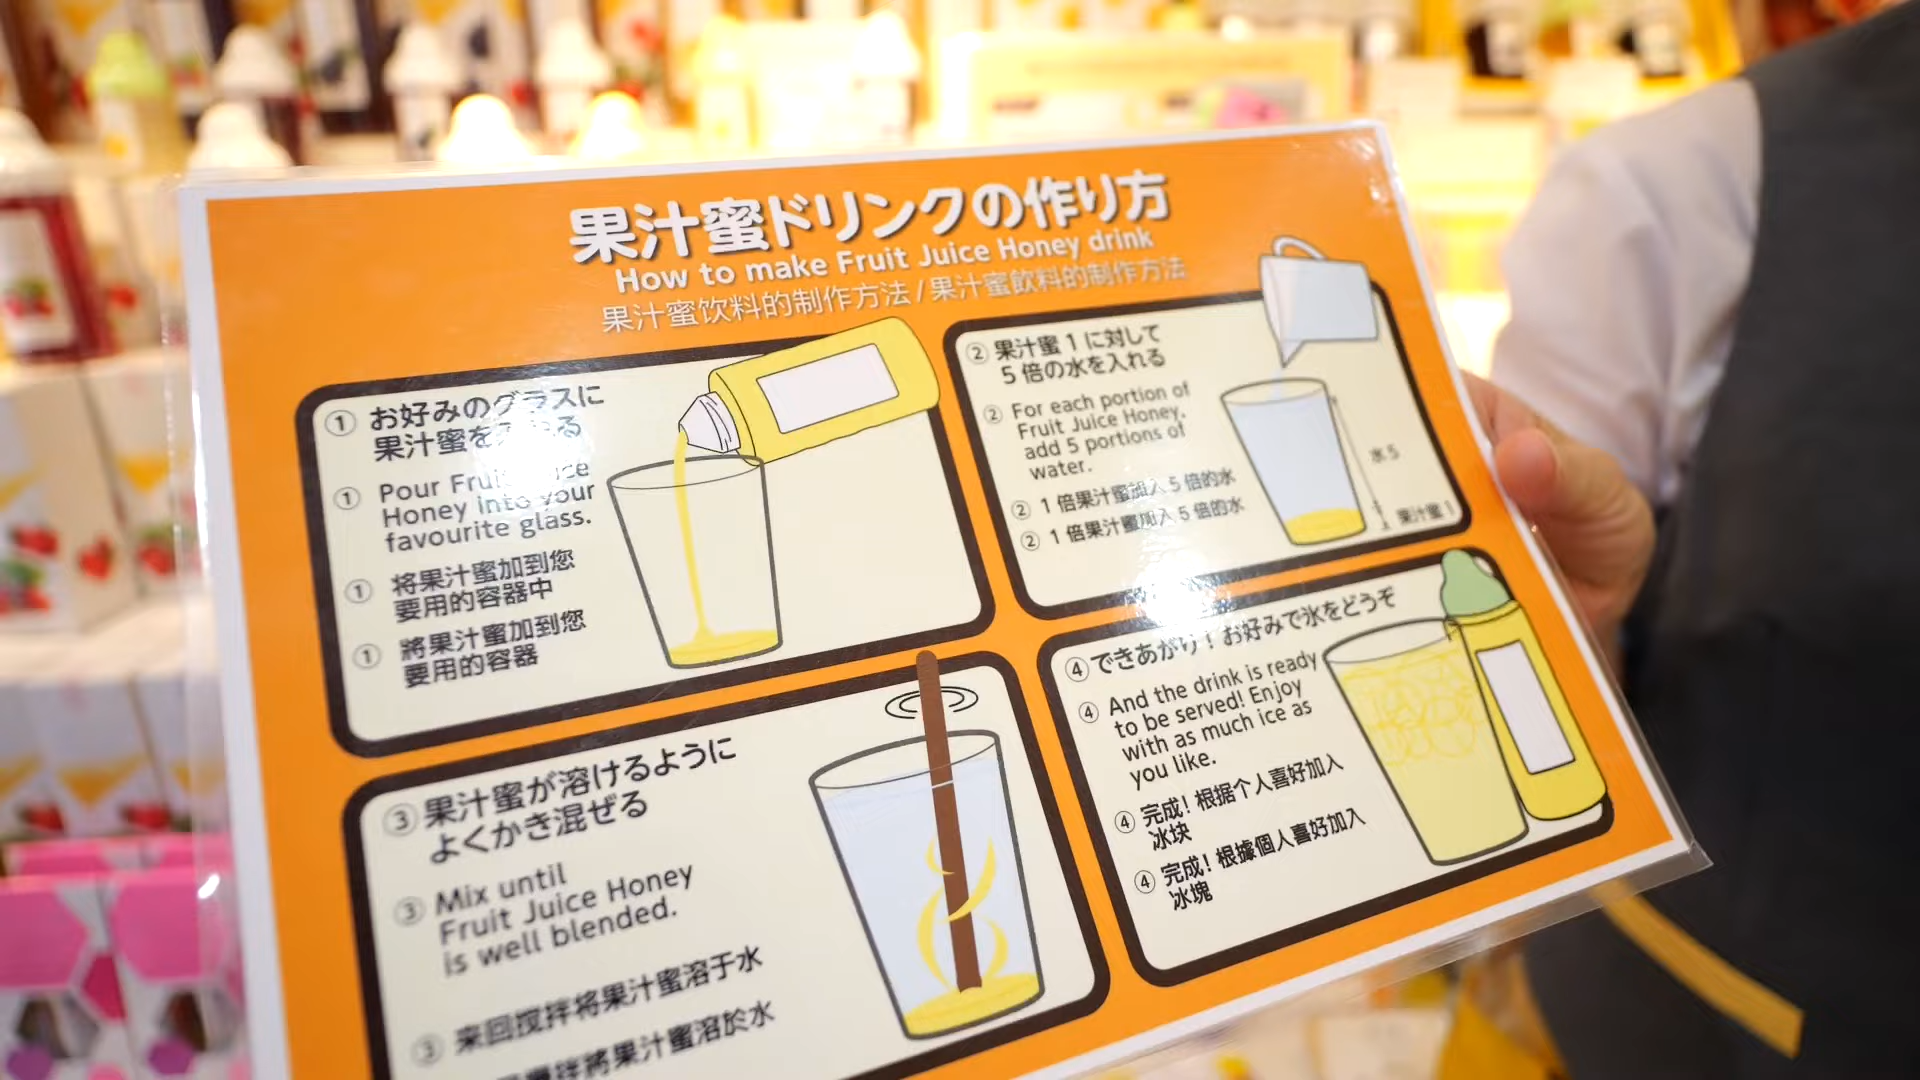 果汁蜜ドリンクの作り方
How to make Fruit Juice Honey drink
果汁蜜饮料的制作方法 / 果汁蜜飲料的制作方法
① お好みのグラスに
果汁蜜を入れる
① Pour Fruit Juice
Honey into your
favourite glass.
① 将果汁蜜加到您
要用的容器中
① 將果汁蜜加到您
要用的容器
② 果汁蜜 1 に対して
5 倍の水を入れる
② For each portion of
Fruit Juice Honey,
add 5 portions of
water.
② 1 倍果汁蜜加入 5 倍的水
② 1 倍果汁蜜加入 5 倍的水
水 5
果汁蜜 1
③ 果汁蜜が溶けるように
よくかき混ぜる
③ Mix until
Fruit Juice Honey
is well blended.
③ 来回搅拌将果汁蜜溶于水
攪拌將果汁蜜溶於水
④ できあがり！お好みで氷をどうぞ
④ And the drink is ready
to be served! Enjoy
with as much ice as
you like.
④ 完成！根据个人喜好加入
冰块
④ 完成！根據個人喜好加入
冰塊